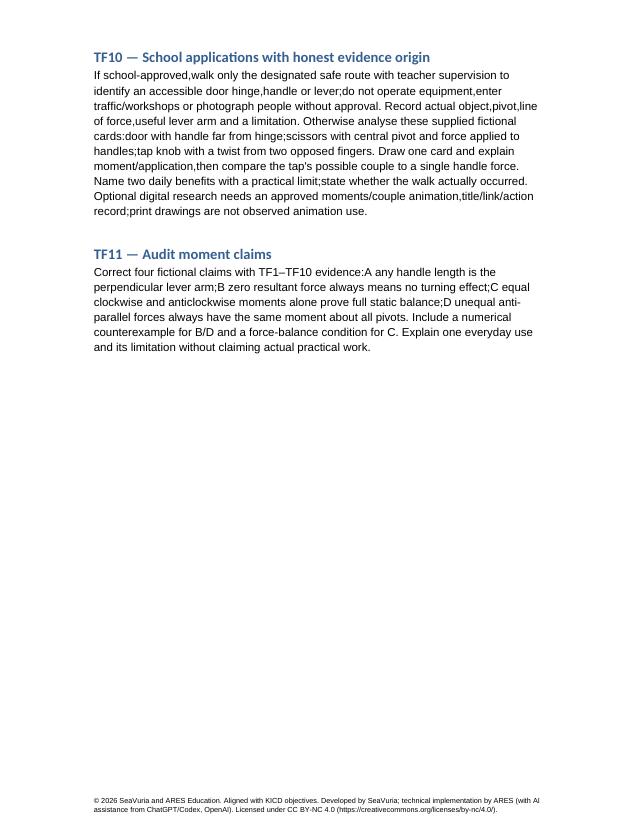 TF10 — School applications with honest evidence origin
If school-approved,walk only the designated safe route with teacher supervision to
identify an accessible door hinge,handle or lever;do not operate equipment,enter
traffic/workshops or photograph people without approval. Record actual object,pivot,line
of force,useful lever arm and a limitation. Otherwise analyse these supplied fictional
cards:door with handle far from hinge;scissors with central pivot and force applied to
handles;tap knob with a twist from two opposed fingers. Draw one card and explain
moment/application,then compare the tap's possible couple to a single handle force.
Name two daily benefits with a practical limit;state whether the walk actually occurred.
Optional digital research needs an approved moments/couple animation,title/link/action
record;print drawings are not observed animation use.
TF11 — Audit moment claims
Correct four fictional claims with TF1–TF10 evidence:A any handle length is the
perpendicular lever arm;B zero resultant force always means no turning effect;C equal
clockwise and anticlockwise moments alone prove full static balance;D unequal anti-
parallel forces always have the same moment about all pivots. Include a numerical
counterexample for B/D and a force-balance condition for C. Explain one everyday use
and its limitation without claiming actual practical work.
© 2026 SeaVuria and ARES Education. Aligned with KICD objectives. Developed by SeaVuria; technical implementation by ARES (with AI
assistance from ChatGPT/Codex, OpenAI). Licensed under CC BY-NC 4.0 (https://creativecommons.org/licenses/by-nc/4.0/).